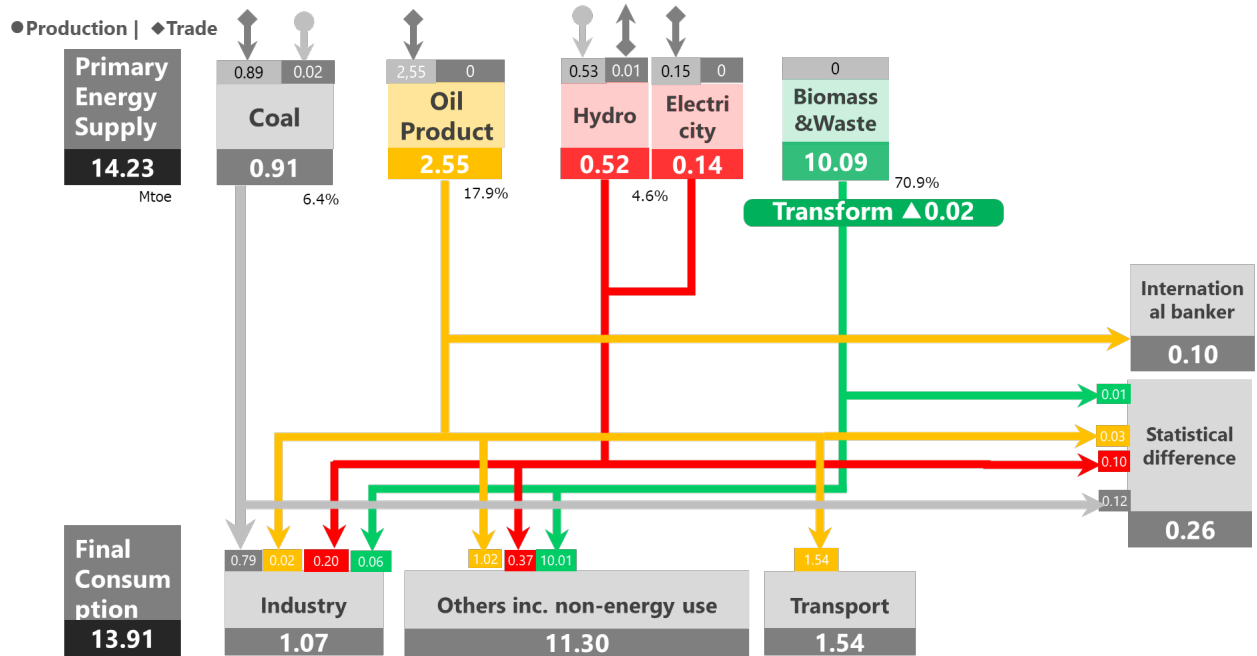 ●Production | ◆Trade
Primary
Energy
Supply
14.23
Mtoe
0.89 0.02
Coal
0.91
6.4%
2,55 0
Oil
Product
2.55
17.9%
0.53 0.01
Hydro
0.52
4.6%
0.15 0
Electri
city
0.14
0
Biomass
&Waste
10.09
70.9%
Transform ▲0.02
Internation
al banker
0.10
0.01
0.03
0.10
0.12
Statistical
difference
0.26
Final
Consum
ption
13.91
0.79 0.02 0.20 0.06
Industry
1.07
1.02 0.37 10.01
Others inc. non-energy use
11.30
1.54
Transport
1.54